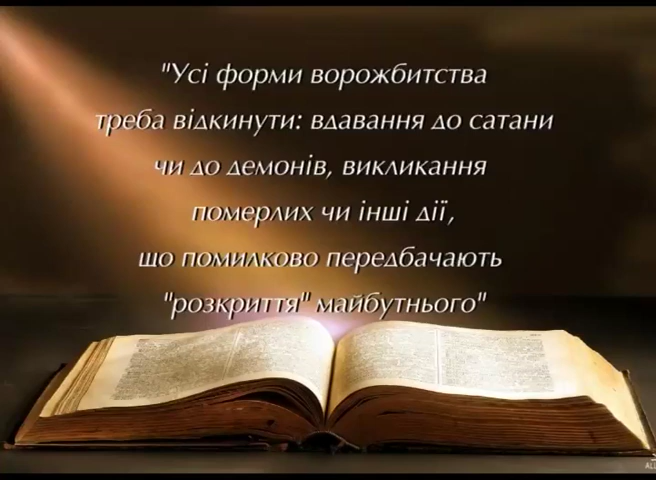 "Усі форми ворожбитства
треба відкинути: вдавання до сатани
чи до демонів, викликання
померлих чи інші дії,
що помилково передбачають
"розкриття" майбутнього"